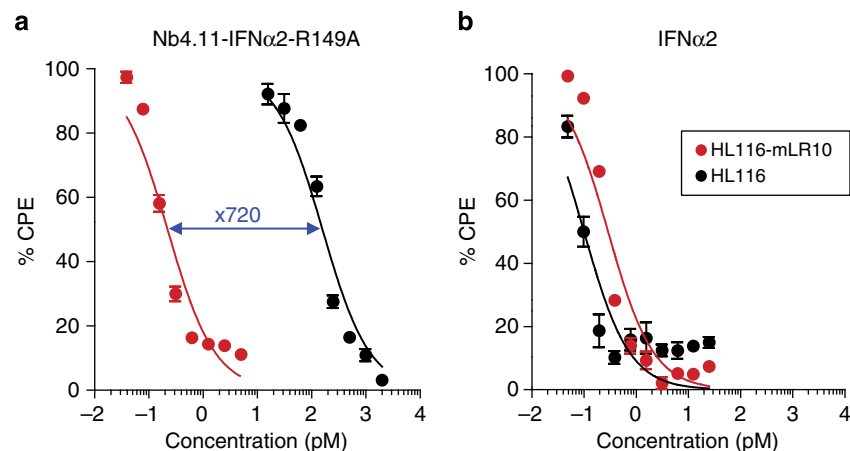 a
Nb4.11-IFNα2-R149A
100
80
60
40
20
0
% CPE
x720
−2
−1
0
1
2
3
4
Concentration (pM)
b
IFNα2
100
80
60
40
20
0
% CPE
HL116-mLR10
HL116
−2
−1
0
1
2
3
4
Concentration (pM)